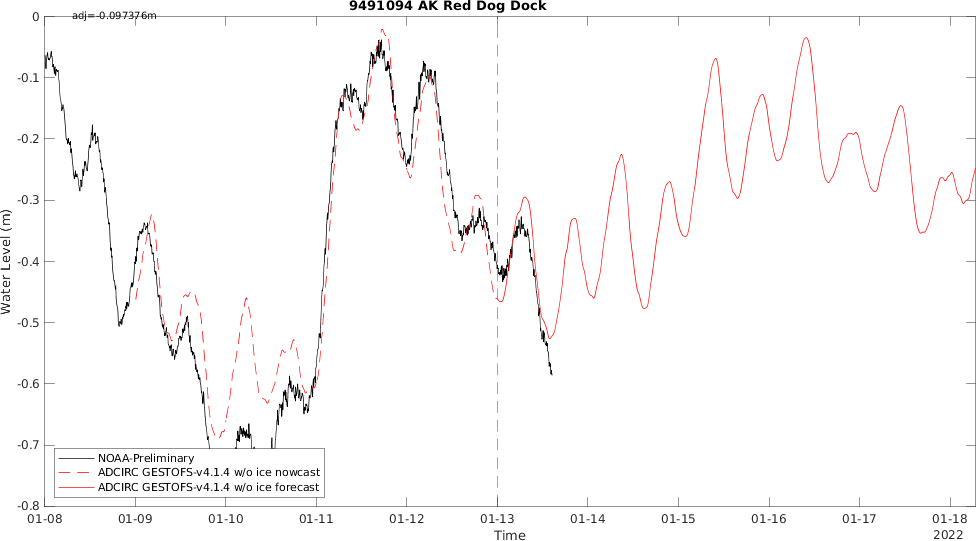 9491094 AK Red Dog Dock
adj=-0.097376m
0
-0.1
-0.2
-0.3
-0.4
-0.5
-0.6
-0.7
-0.8
Water Level (m)
NOAA-Preliminary
ADCIRC GESTOFS-v4.1.4 w/o ice nowcast
ADCIRC GESTOFS-v4.1.4 w/o ice forecast
01-08 01-09 01-10 01-11 01-12 01-13 01-14 01-15 01-16 01-17 01-18
Time
2022